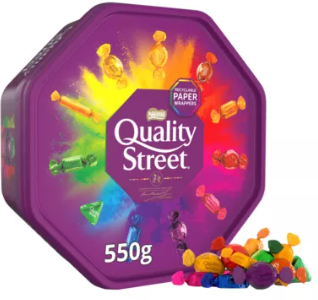 Nestlé
RECYCLABLE
PAPER
WRAPPERS
Quality
Street
550g